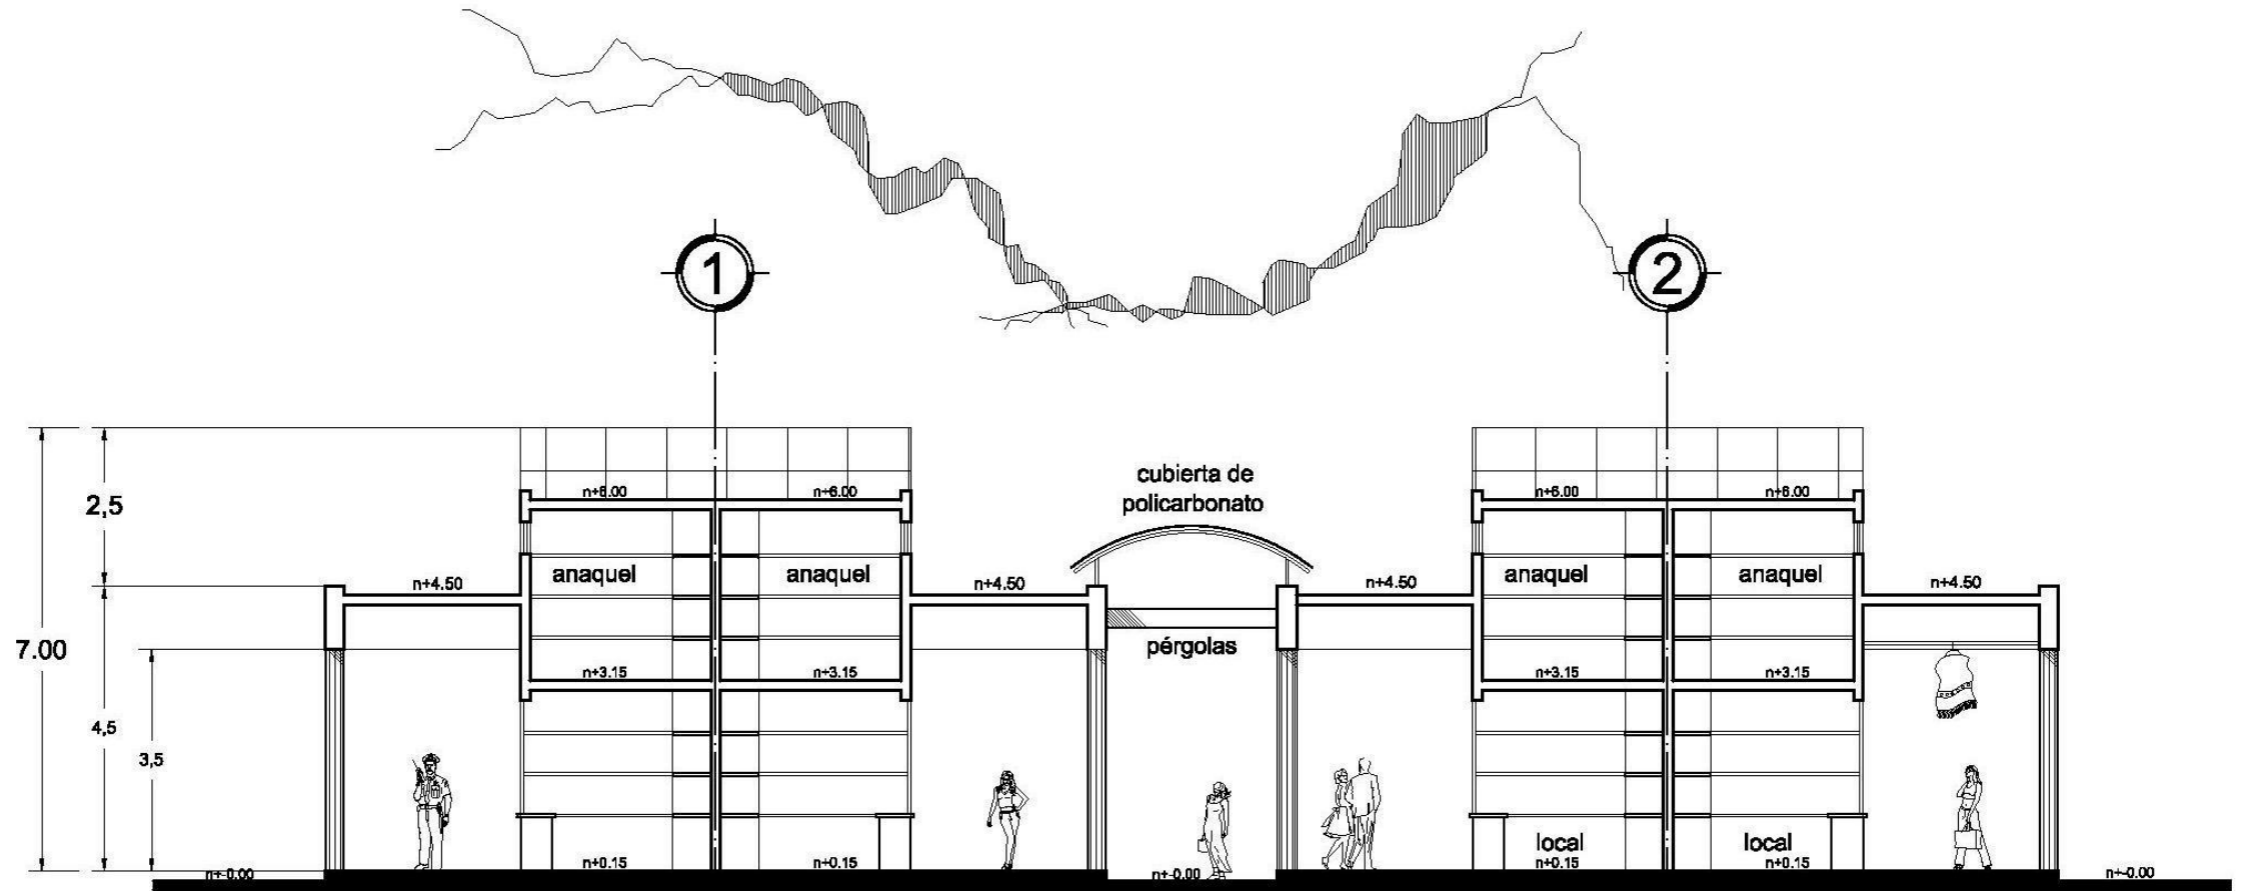 1
2
cubierta de
policarbonato
n+6.00
n+6.00
n+6.00
n+6.00
2,5
anaquel
anaquel
anaquel
anaquel
n+4.50
n+4.50
n+4.50
n+4.50
7.00
pérgolas
n+3.15
n+3.15
n+3.15
n+3.15
4,5
3,5
local
local
n+0.15
n+0.15
n+0.15
n+0.15
n+-0.00
n+-0.00
n+-0.00